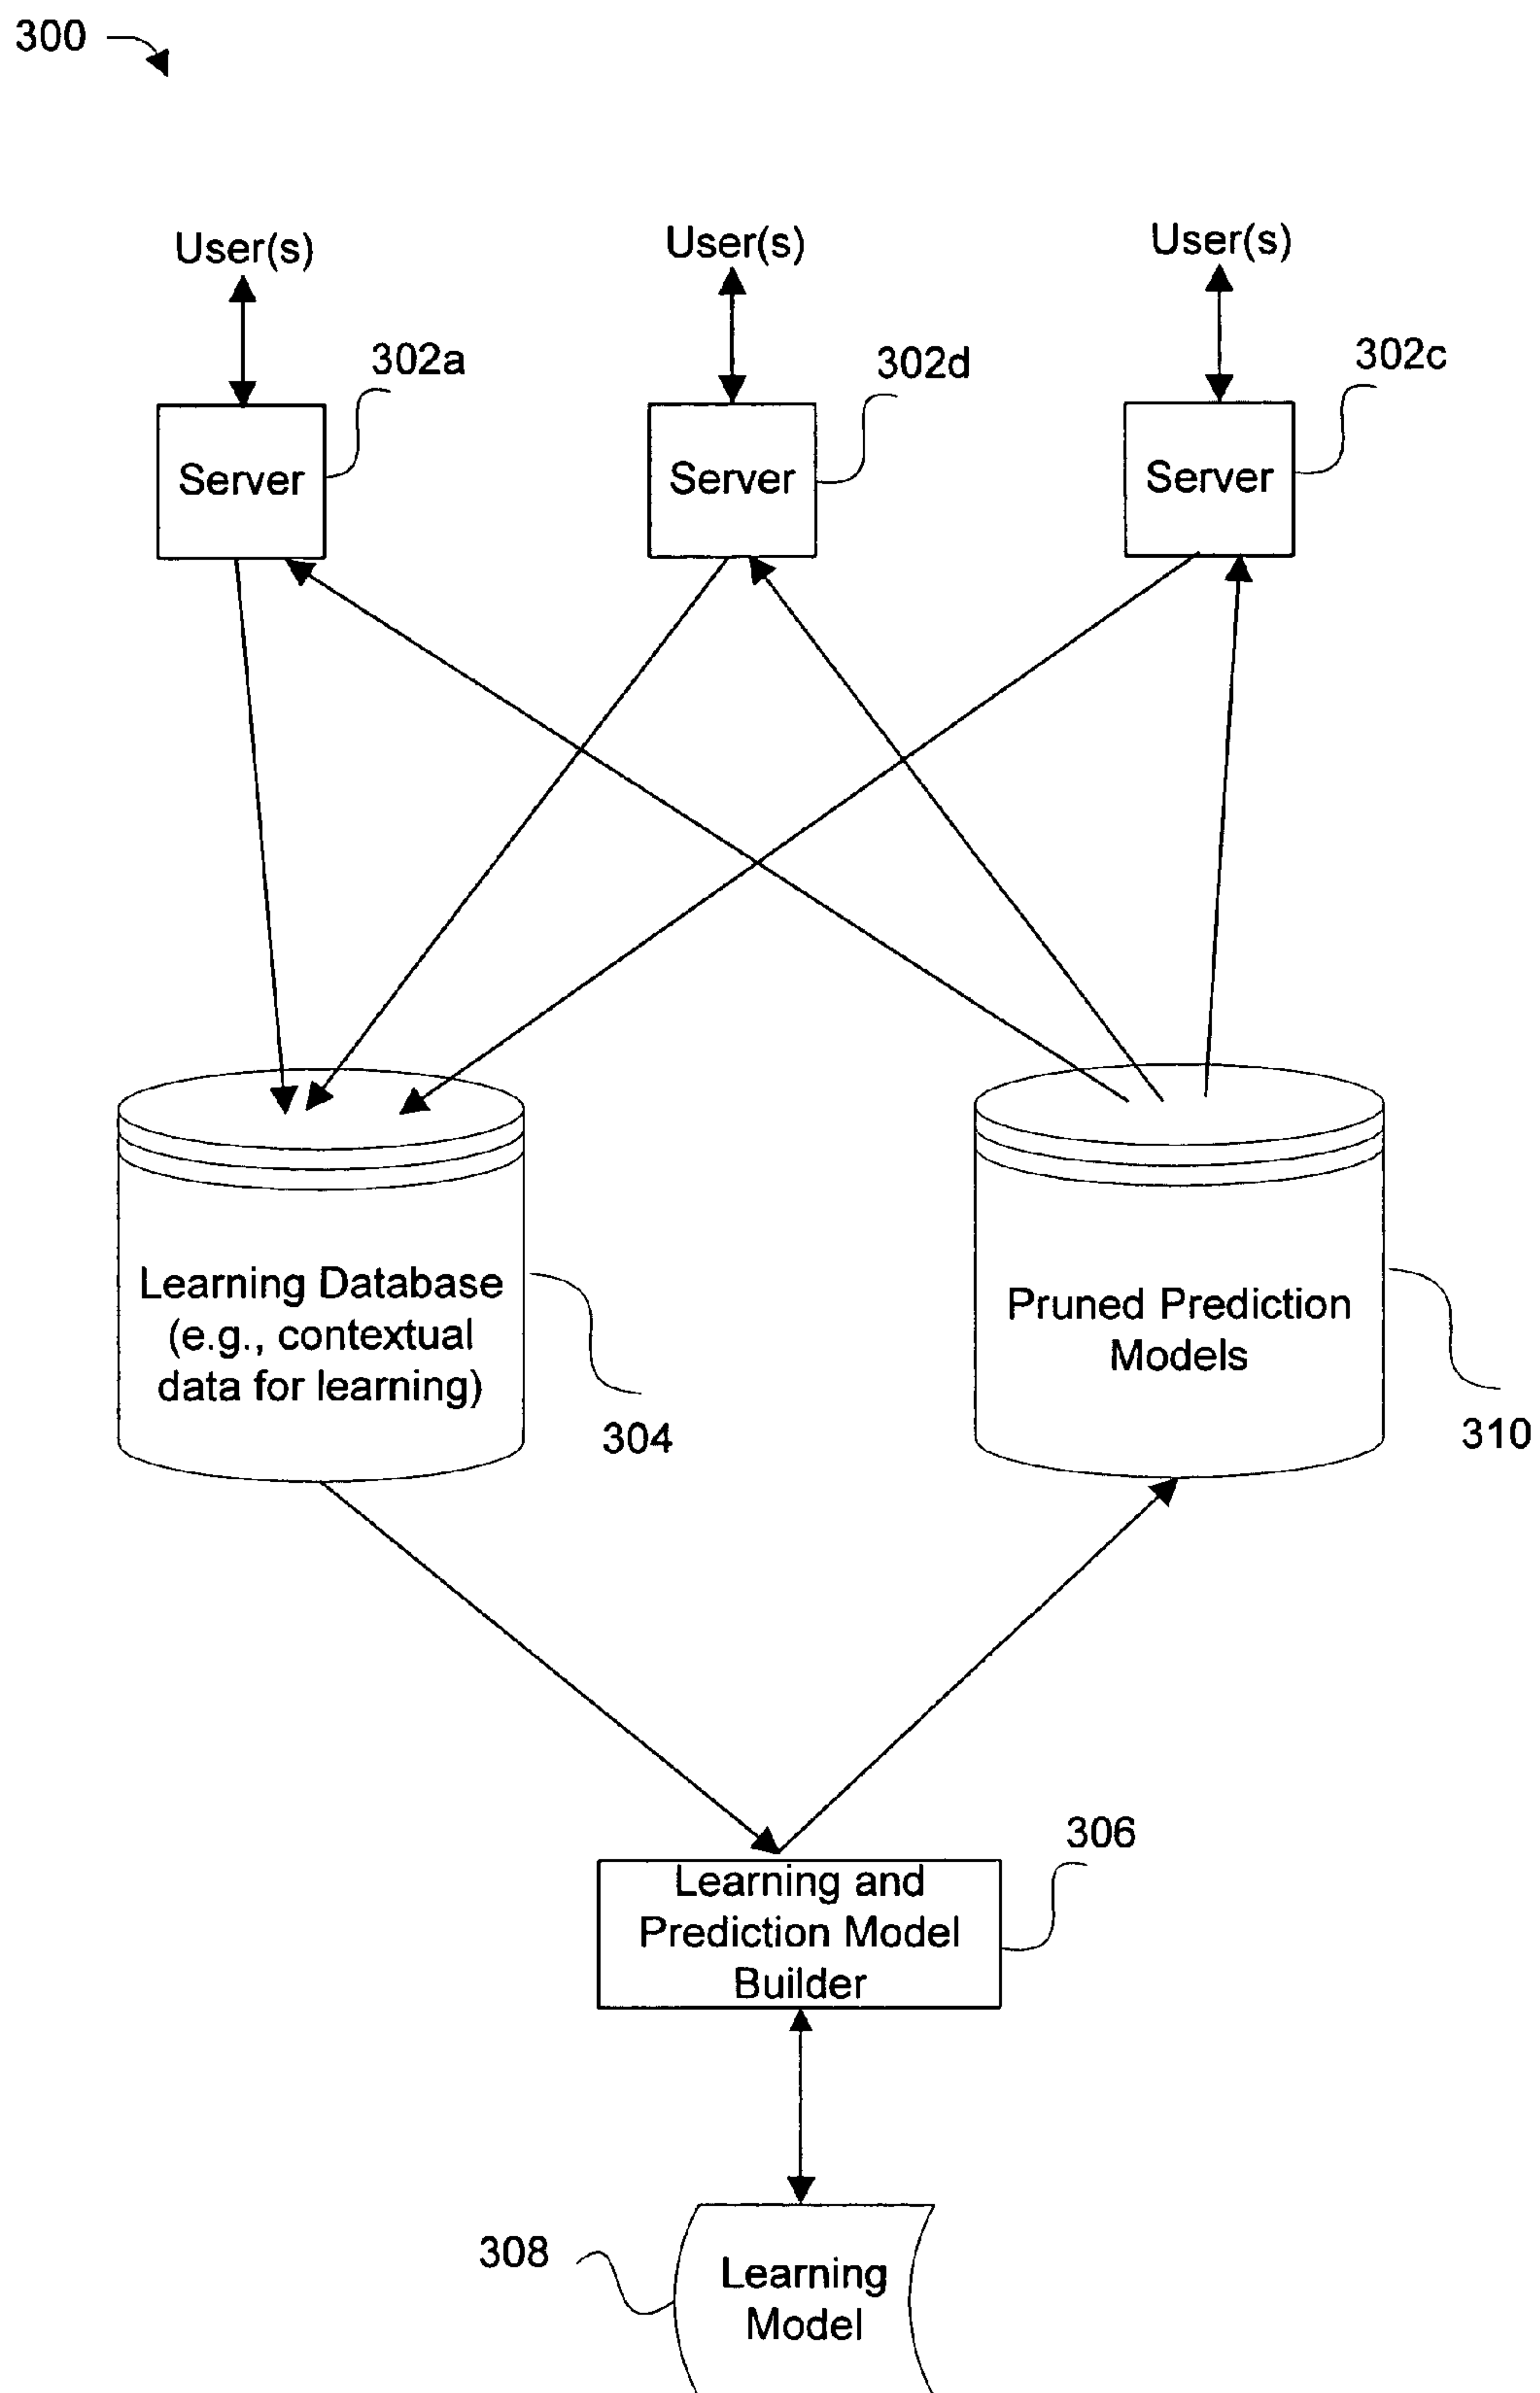 300
User(s)
User(s)
User(s)
302a
302d
302c
Server
Server
Server
Learning Database
(e.g., contextual
data for learning)
304
Pruned Prediction
Models
310
306
Learning and
Prediction Model
Builder
308
Learning
Model